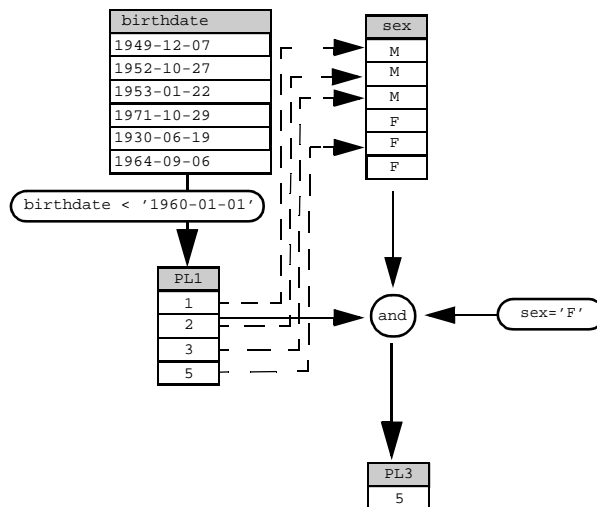 birthdate
1949-12-07
1952-10-27
1953-01-22
1971-10-29
1930-06-19
1964-09-06
sex
M
M
M
F
F
F
birthdate < '1960-01-01'
PL1
1
2
3
5
and
sex='F'
PL3
5